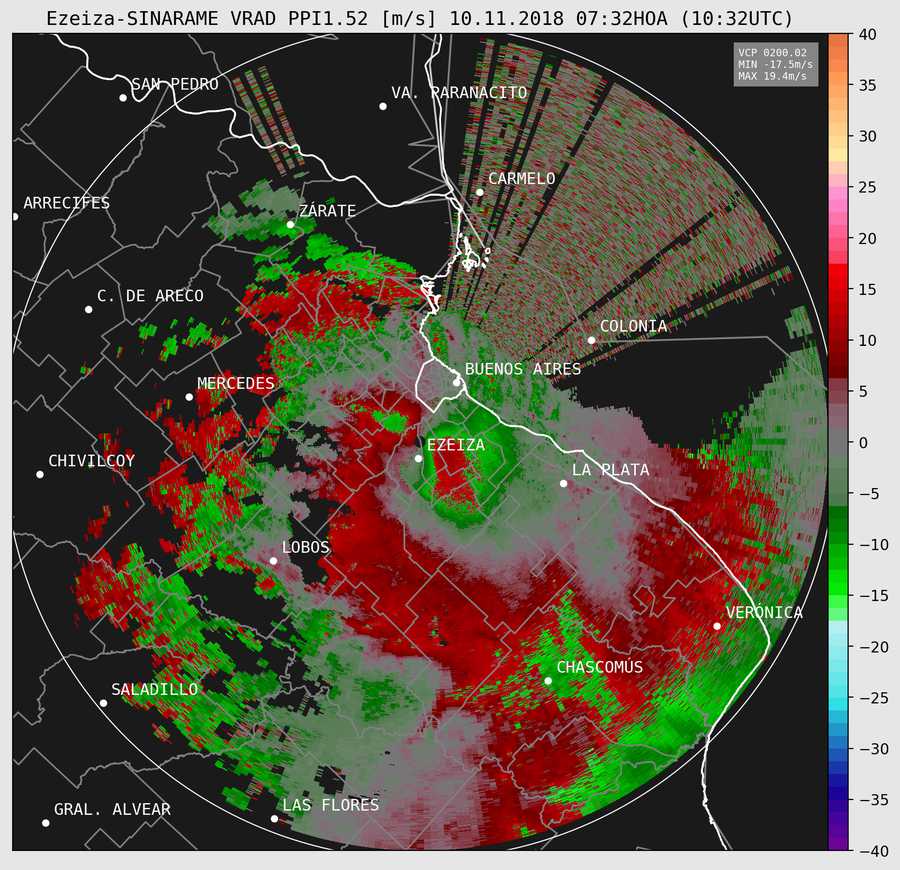 Ezeiza-SINARAME VRAD PPI1.52 [m/s] 10.11.2018 07:32HOA (10:32UTC)
VCP 0200.02
MIN -17.5m/s
MAX 19.4m/s
SAN PEDRO
VA. PARANACITO
CARMELO
ARRECIFES
ZÁRATE
C. DE ARECO
COLONIA
BUENOS AIRES
MERCEDES
EZEIZA
CHIVILCOY
LA PLATA
LOBOS
VERÓNICA
CHASCOMÚS
SALADILLO
LAS FLORES
GRAL. ALVEAR
40
35
30
25
20
15
10
5
0
−5
−10
−15
−20
−25
−30
−35
−40